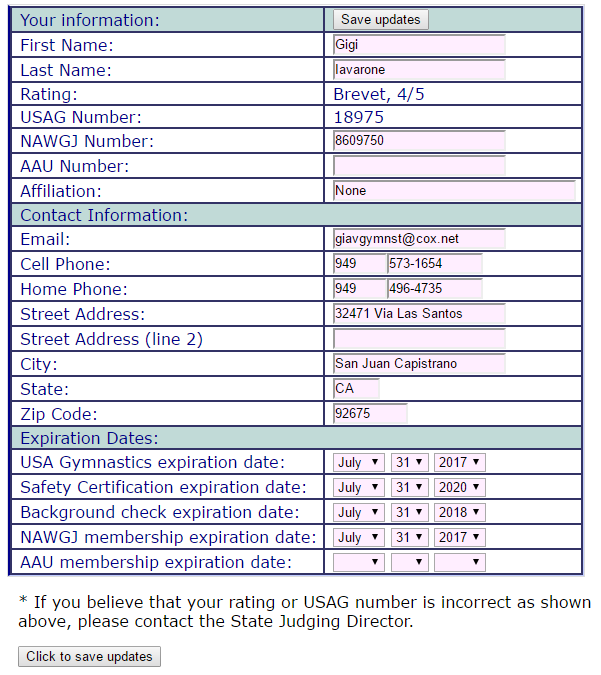 Your information: Save updates
First Name: Gigi
Last Name: Iavarone
Rating: Brevet, 4/5
USAG Number: 18975
NAWGJ Number: 8609750
AAU Number:
Affiliation: None
Contact Information:
Email: giavgymnst@cox.net
Cell Phone: 949 573-1654
Home Phone: 949 496-4735
Street Address: 32471 Via Las Santos
Street Address (line 2)
City: San Juan Capistrano
State: CA
Zip Code: 92675
Expiration Dates:
USA Gymnastics expiration date: July 31 2017
Safety Certification expiration date: July 31 2020
Background check expiration date: July 31 2018
NAWGJ membership expiration date: July 31 2017
AAU membership expiration date:
* If you believe that your rating or USAG number is incorrect as shown
above, please contact the State Judging Director.
Click to save updates